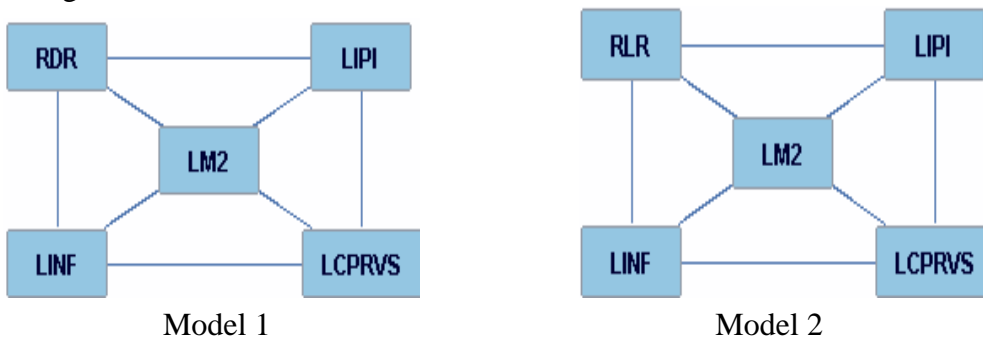 RDR LIPI RLR LIPI
LM2 LM2
LINF LCPRVS LINF LCPRVS
Model 1 Model 2